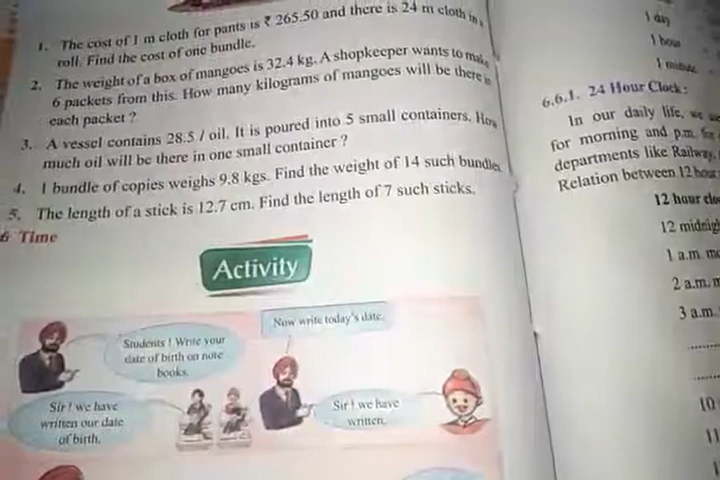 1. The cost of 1 m cloth for pants is ₹ 265.50 and there is 24 m cloth in
roll. Find the cost of one bundle.
2. The weight of a box of mangoes is 32.4 kg. A shopkeeper wants to make
6 packets from this. How many kilograms of mangoes will be there in
each packet ?
3. A vessel contains 28.5 l oil. It is poured into 5 small containers. How
much oil will be there in one small container ?
4. 1 bundle of copies weighs 9.8 kgs. Find the weight of 14 such bundles
5. The length of a stick is 12.7 cm. Find the length of 7 such sticks.
6 Time
Activity
Students ! Write your
date of birth on note
books.
Now write today's date.
Sir ! we have
written our date
of birth.
Sir ! we have
written.
1 day
1 hour
1 minute
6.6.1. 24 Hour Clock :
In our daily life, we
for morning and p.m. for
departments like Railway,
Relation between 12 hour
12 hour
12
1 a.m.
2 a.m.
3 a.m.
10
11